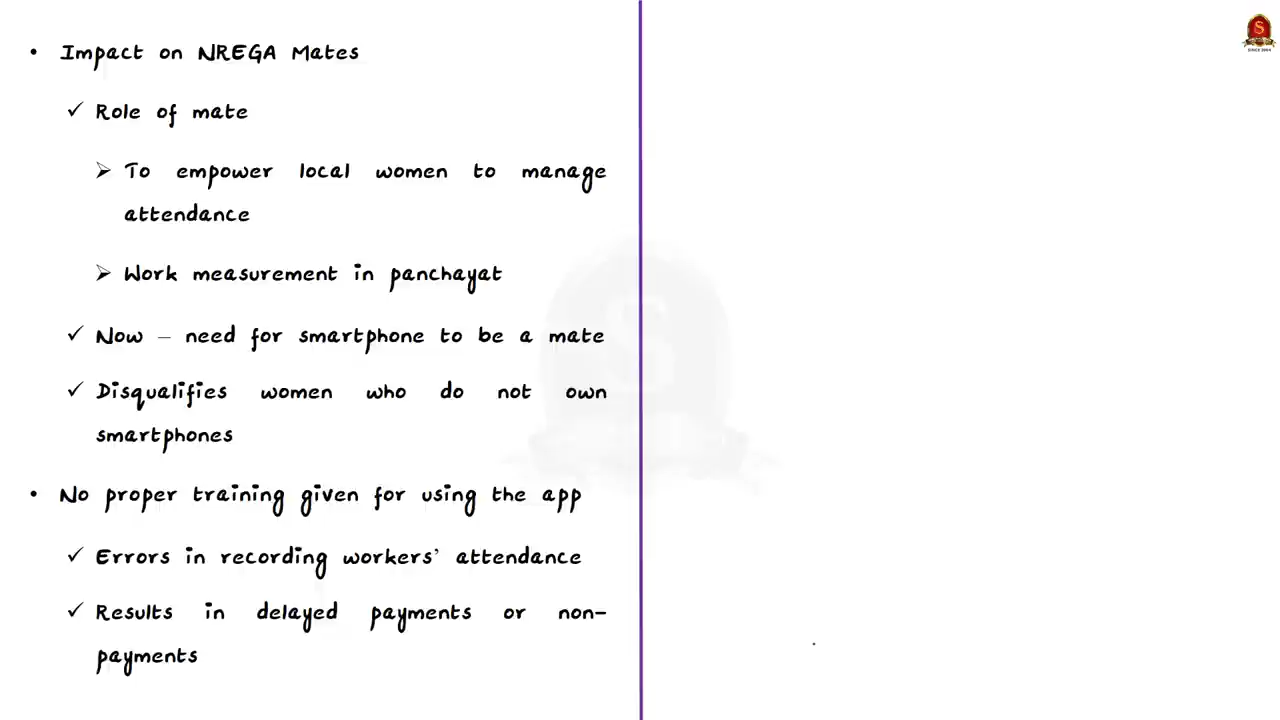 • Impact on NREGA Mates
✓ Role of mate
➢ To empower local women to manage
attendance
➢ Work measurement in panchayat
✓ Now – need for smartphone to be a mate
✓ Disqualifies women who do not own
smartphones
• No proper training given for using the app
✓ Errors in recording workers' attendance
✓ Results in delayed payments or non-
payments
S
SINCE 2004
S